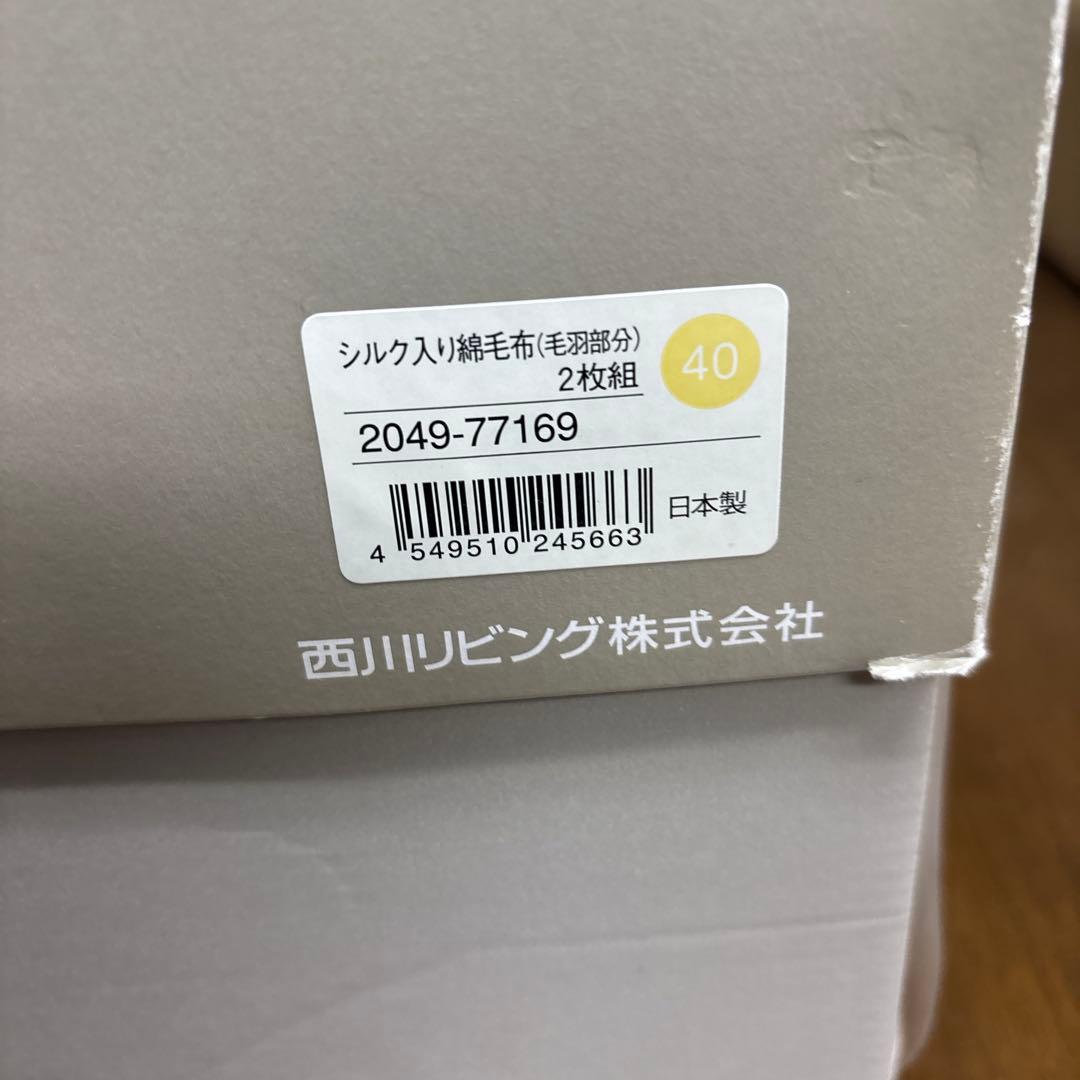 シルク入り綿毛布(毛羽部分)
2枚組
40
2049-77169
日本製
4 549510 245663
西川リビング株式会社